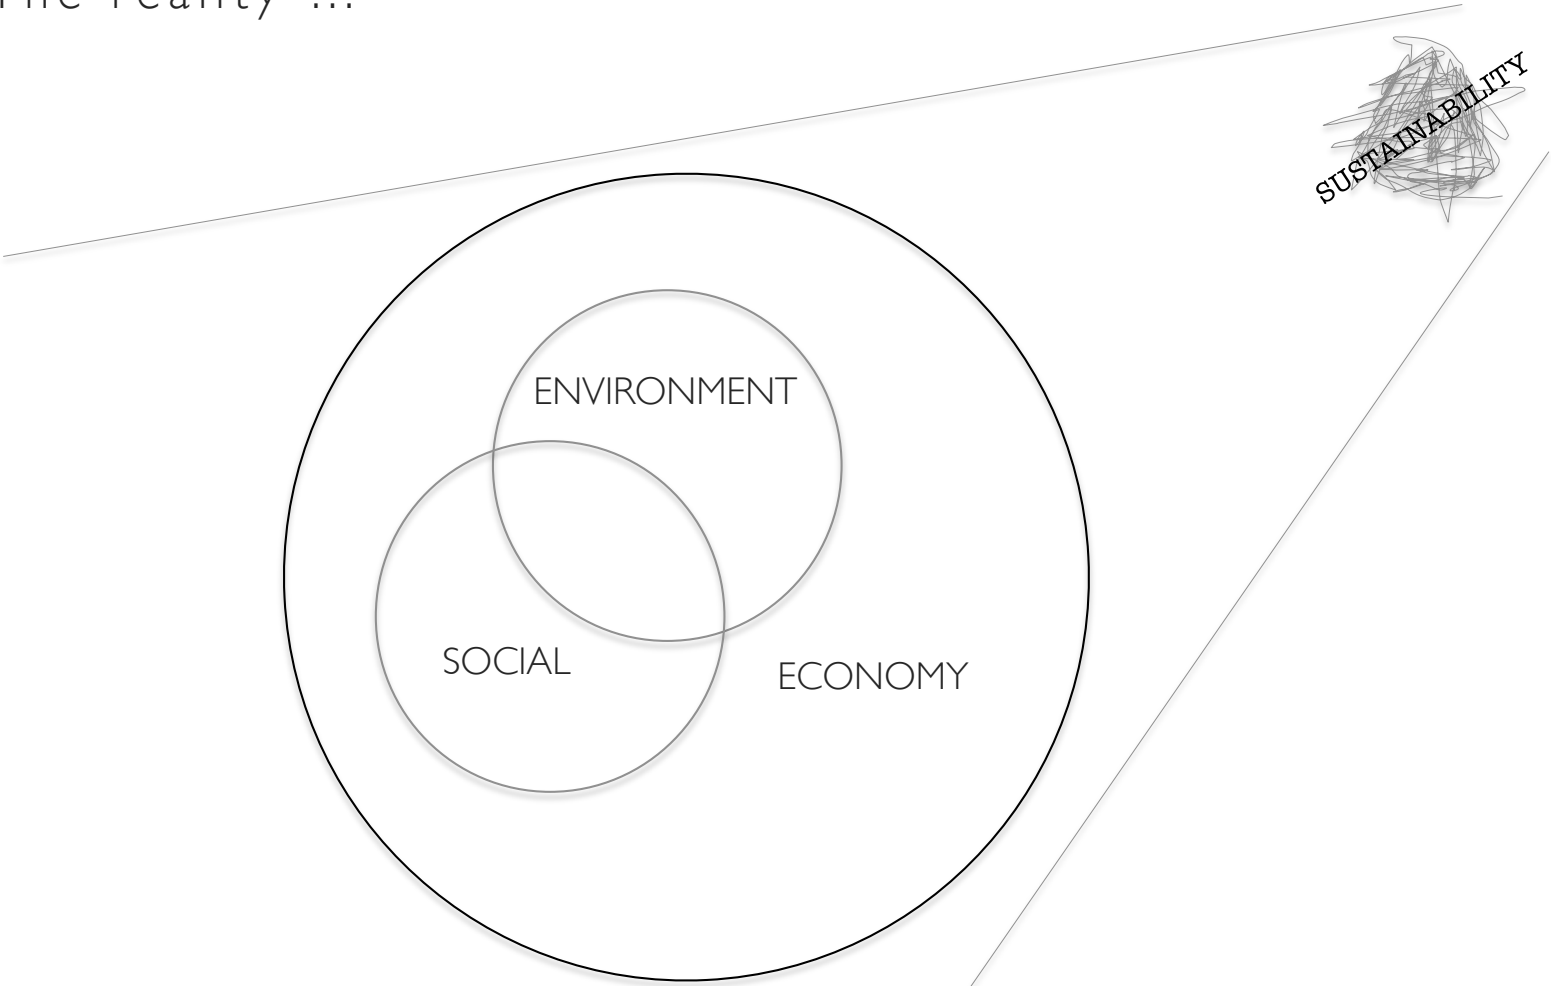 The reality ...
SUSTAINABILITY
ENVIRONMENT
SOCIAL
ECONOMY